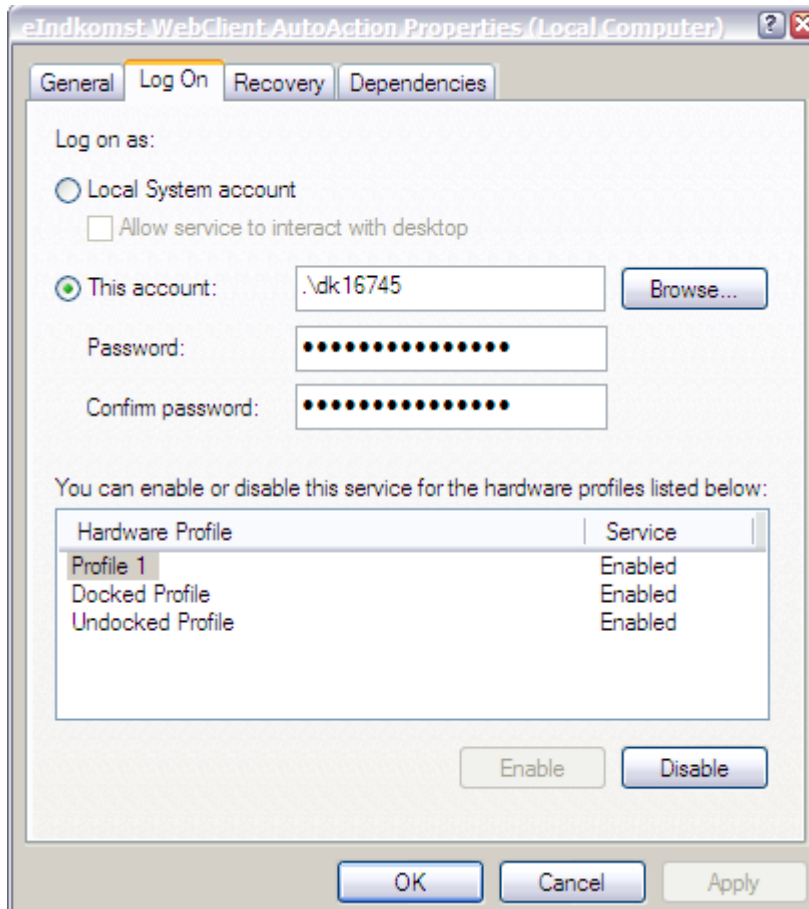 eIndkomst WebClient AutoAction Properties (Local Computer)
General Log On Recovery Dependencies
Log on as:
Local System account
Allow service to interact with desktop
This account: .\dk16745 Browse...
Password: •••••••••••••••
Confirm password: •••••••••••••••
You can enable or disable this service for the hardware profiles listed below:
Hardware Profile Service
Profile 1 Enabled
Docked Profile Enabled
Undocked Profile Enabled
Enable Disable
OK Cancel Apply